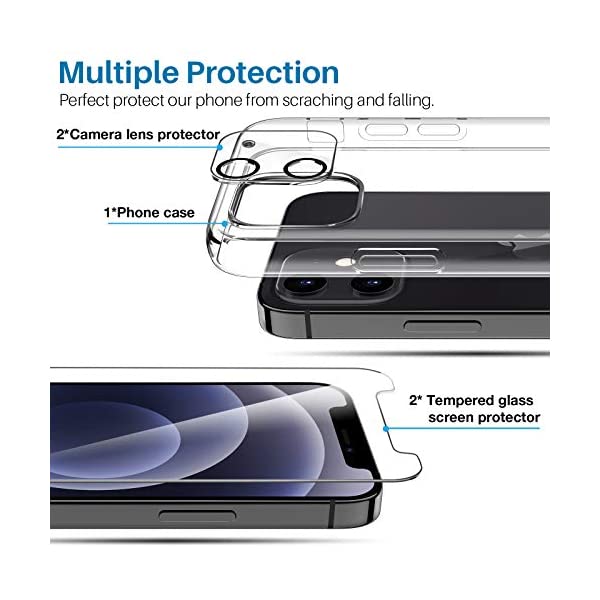 Multiple Protection
Perfect protect our phone from scraching and falling.
2*Camera lens protector
1*Phone case
2* Tempered glass
screen protector